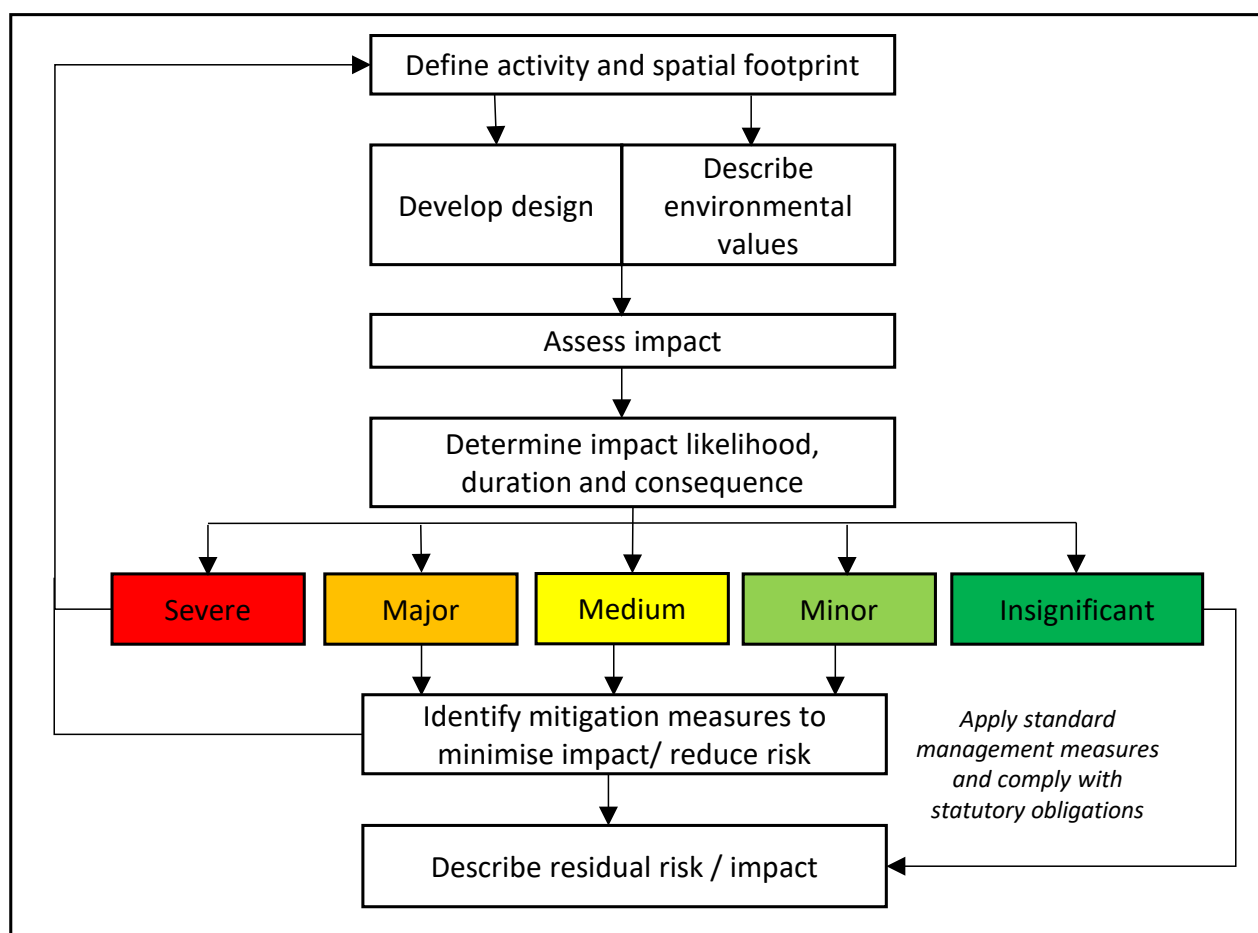 Define activity and spatial footprint
Develop design
Describe
environmental
values
Assess impact
Determine impact likelihood,
duration and consequence
Severe
Major
Medium
Minor
Insignificant
Identify mitigation measures to
minimise impact/ reduce risk
Apply standard
management measures
and comply with
statutory obligations
Describe residual risk / impact